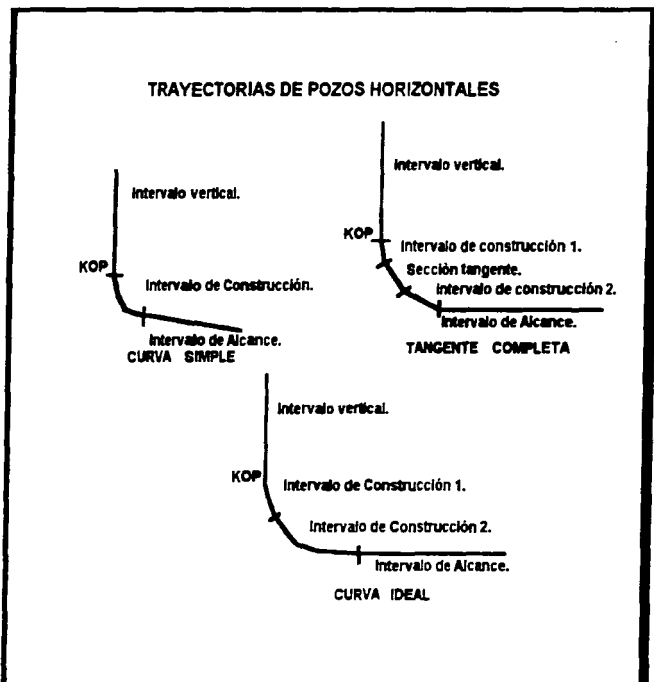 TRAYECTORIAS DE POZOS HORIZONTALES
Intervalo vertical.
KOP
Intervalo de Construcción.
Intervalo de Alcance.
CURVA SIMPLE
Intervalo vertical.
KOP
Intervalo de construcción 1.
Sección tangente.
Intervalo de construcción 2.
Intervalo de Alcance.
TANGENTE COMPLETA
Intervalo vertical.
KOP
Intervalo de Construcción 1.
Intervalo de Construcción 2.
Intervalo de Alcance.
CURVA IDEAL